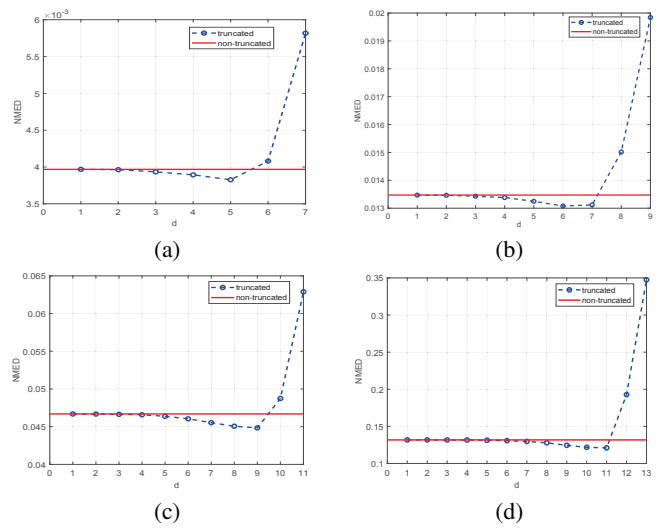 ×10⁻³
6
5.5
5
4.5
4
3.5
NMED
0 1 2 3 4 5 6 7
d
truncated
non-truncated
(a)
0.02
0.019
0.018
0.017
0.016
0.015
0.014
0.013
NMED
0 1 2 3 4 5 6 7 8 9
d
truncated
non-truncated
(b)
0.065
0.06
0.055
0.05
0.045
0.04
NMED
0 1 2 3 4 5 6 7 8 9 10 11
d
truncated
non-truncated
(c)
0.35
0.3
0.25
0.2
0.15
0.1
NMED
0 1 2 3 4 5 6 7 8 9 10 11 12 13
d
truncated
non-truncated
(d)